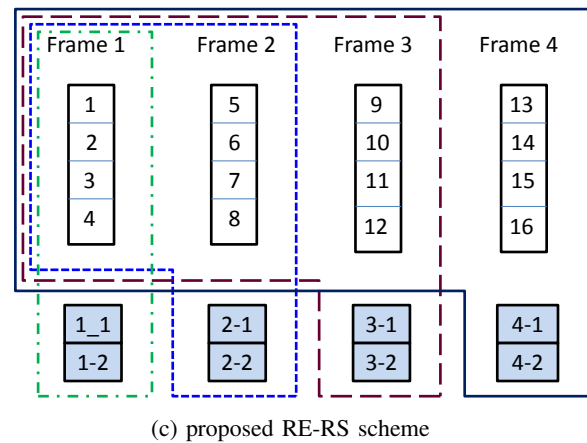 Frame 1 Frame 2 Frame 3 Frame 4
1 5 9 13
2 6 10 14
3 7 11 15
4 8 12 16
1_1 2-1 3-1 4-1
1-2 2-2 3-2 4-2
(c) proposed RE-RS scheme